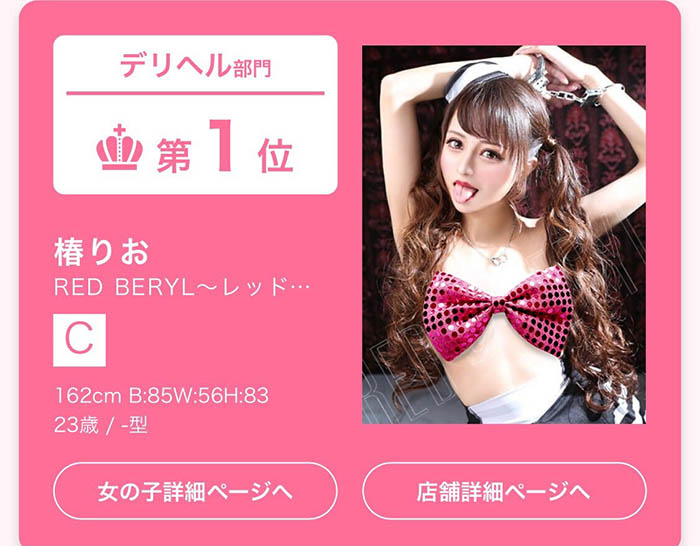 デリヘル部門
第1位
椿りお
RED BERYL〜レッド…
C
162cm B:85W:56H:83
23歳 / -型
女の子詳細ページへ
店舗詳細ページへ